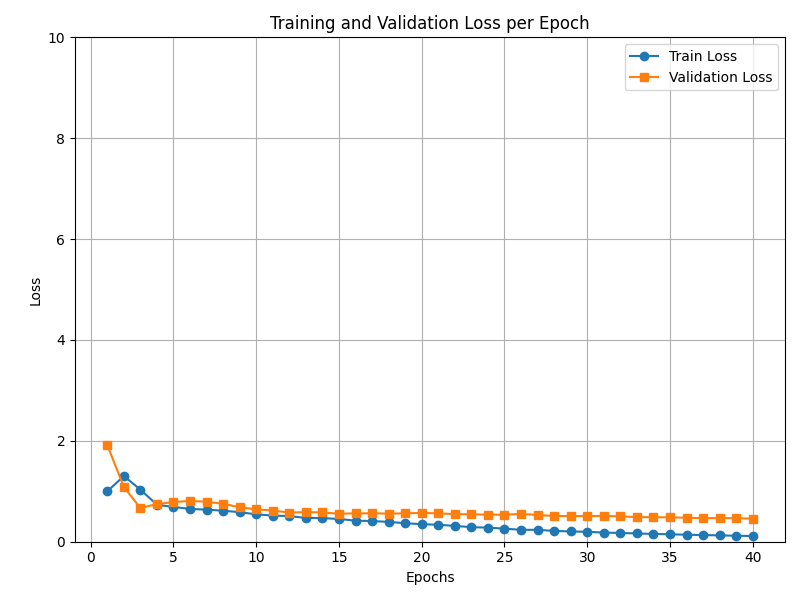 Training and Validation Loss per Epoch
Train Loss
Validation Loss
10
8
6
4
2
0
Loss
0 5 10 15 20 25 30 35 40
Epochs